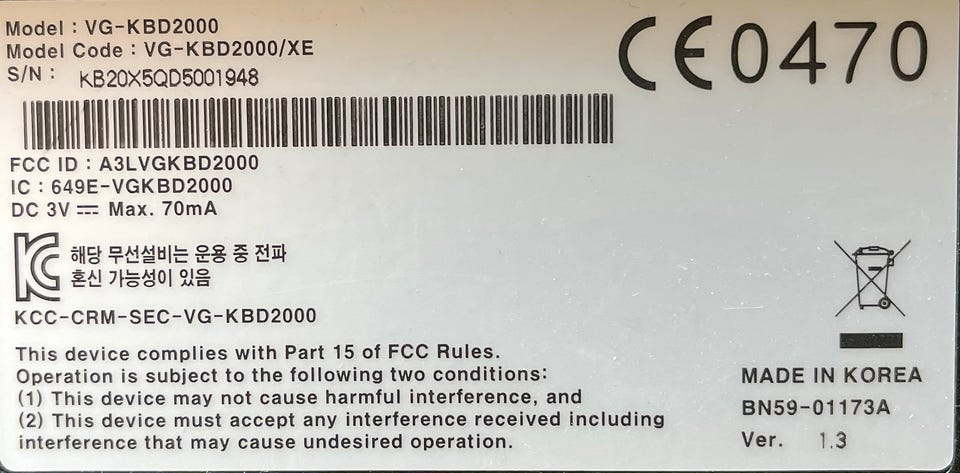 Model : VG-KBD2000
Model Code : VG-KBD2000/XE
S/N : KB20X5QD5001948
CE0470
FCC ID : A3LVGKBD2000
IC : 649E-VGKBD2000
DC 3V ⎓ Max. 70mA
해당 무선설비는 운용 중 전파
혼신 가능성이 있음
KCC-CRM-SEC-VG-KBD2000
This device complies with Part 15 of FCC Rules.
Operation is subject to the following two conditions:
(1) This device may not cause harmful interference, and
(2) This device must accept any interference received including
interference that may cause undesired operation.
MADE IN KOREA
BN59-01173A
Ver. 1.3